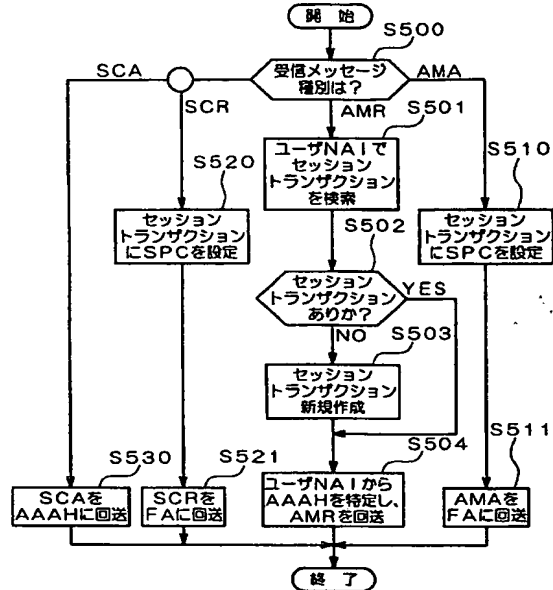 開 始
S500
受信メッセージ
種別は?
SCA
AMA
SCR
AMR
S501
ユーザNAIで
セッション
トランザクション
を検索
S520
セッション
トランザクション
にSPCを設定
S510
セッション
トランザクション
にSPCを設定
S502
セッション
トランザクション
ありか?
YES
NO
S503
セッション
トランザクション
新規作成
S504
ユーザNAIから
AAAHを特定し、
AMRを回送
S530
SCAを
AAAHに回送
S521
SCRを
FAに回送
S511
AMAを
FAに回送
終 了